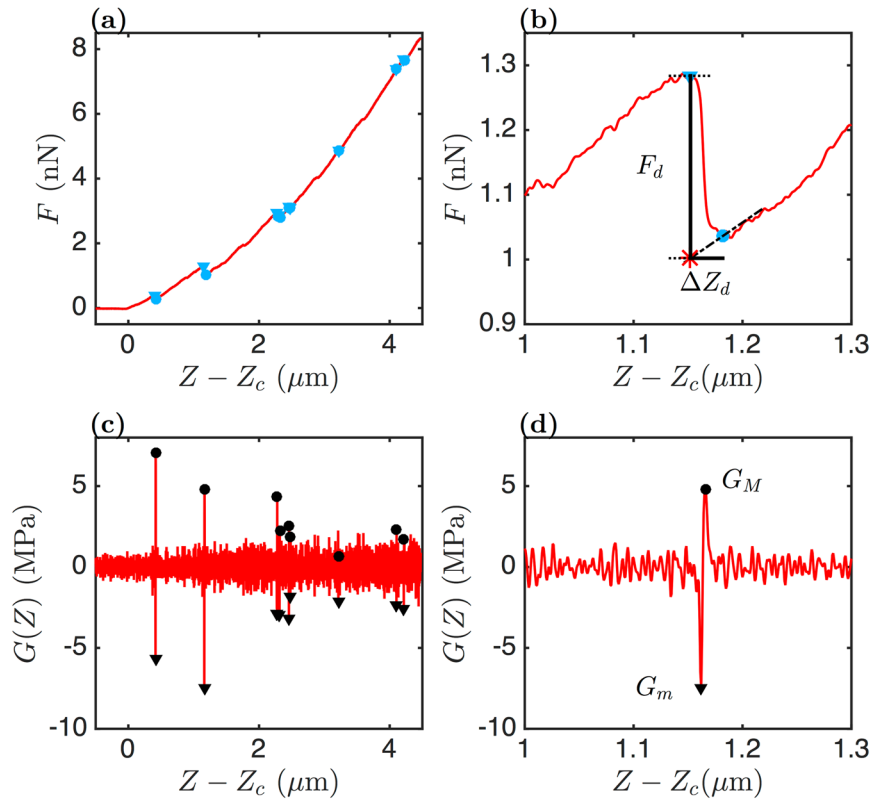 (a)
F (nN)
8
6
4
2
0
0 2 4
Z − Z_c (μm)
(b)
F (nN)
1.3
1.2
1.1
1
0.9
F_d
ΔZ_d
1 1.1 1.2 1.3
Z − Z_c(μm)
(c)
G(Z) (MPa)
5
0
-5
-10
0 2 4
Z − Z_c (μm)
(d)
G(Z) (MPa)
5
0
-5
-10
G_M
G_m
1 1.1 1.2 1.3
Z − Z_c(μm)